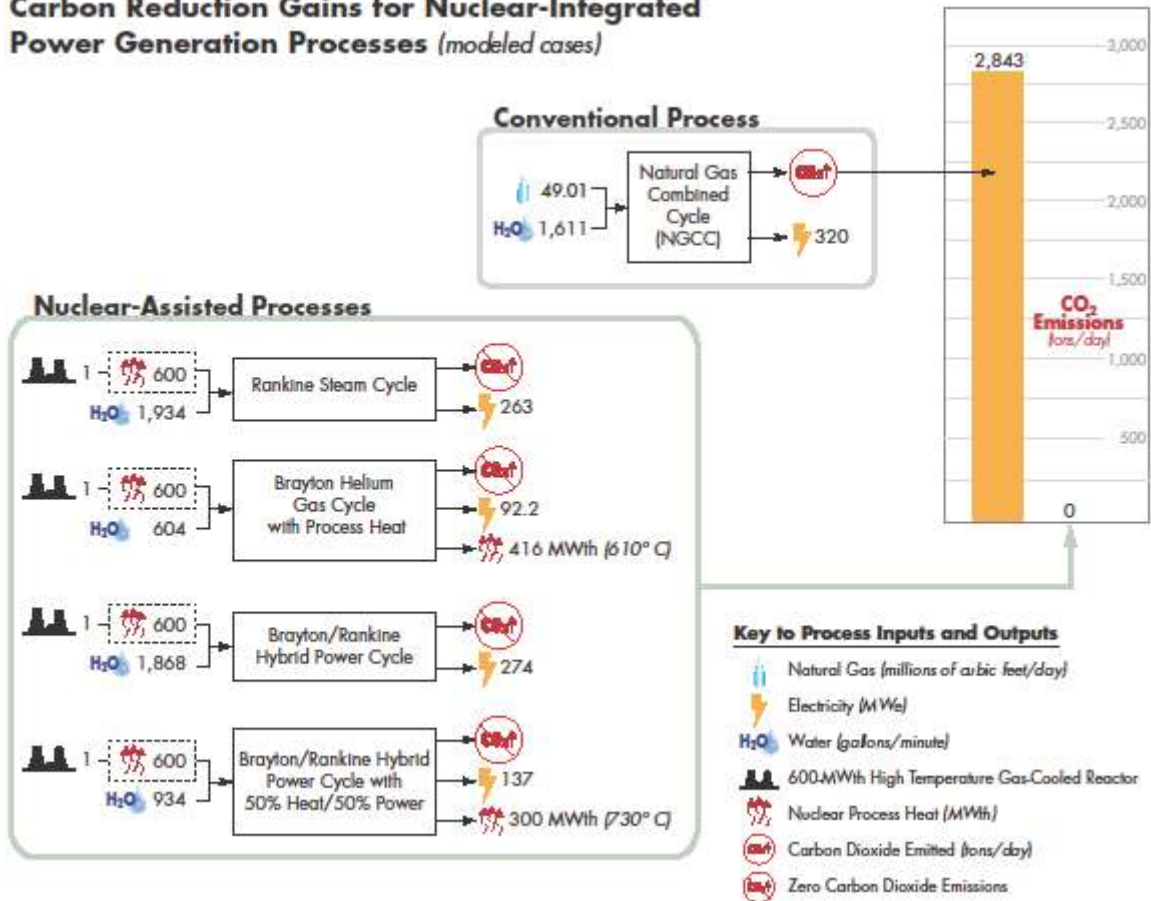 Carbon Reduction Gains for Nuclear-Integrated
Power Generation Processes (modeled cases)
3,000
2,843
2,500
2,000
1,500
CO₂
Emissions
(tons/day)
1,000
500
0
Conventional Process
49.01
H₂O 1,611
Natural Gas
Combined
Cycle
(NGCC)
320
Nuclear-Assisted Processes
1 600
H₂O 1,934
Rankine Steam Cycle
263
1 600
H₂O 604
Brayton Helium
Gas Cycle
with Process Heat
92.2
416 MWth (610° C)
1 600
H₂O 1,868
Brayton/Rankine
Hybrid Power Cycle
274
1 600
H₂O 934
Brayton/Rankine Hybrid
Power Cycle with
50% Heat/50% Power
137
300 MWth (730° C)
Key to Process Inputs and Outputs
Natural Gas (millions of cubic feet/day)
Electricity (MWe)
H₂O Water (gallons/minute)
600-MWth High Temperature Gas-Cooled Reactor
Nuclear Process Heat (MWth)
Carbon Dioxide Emitted (tons/day)
Zero Carbon Dioxide Emissions